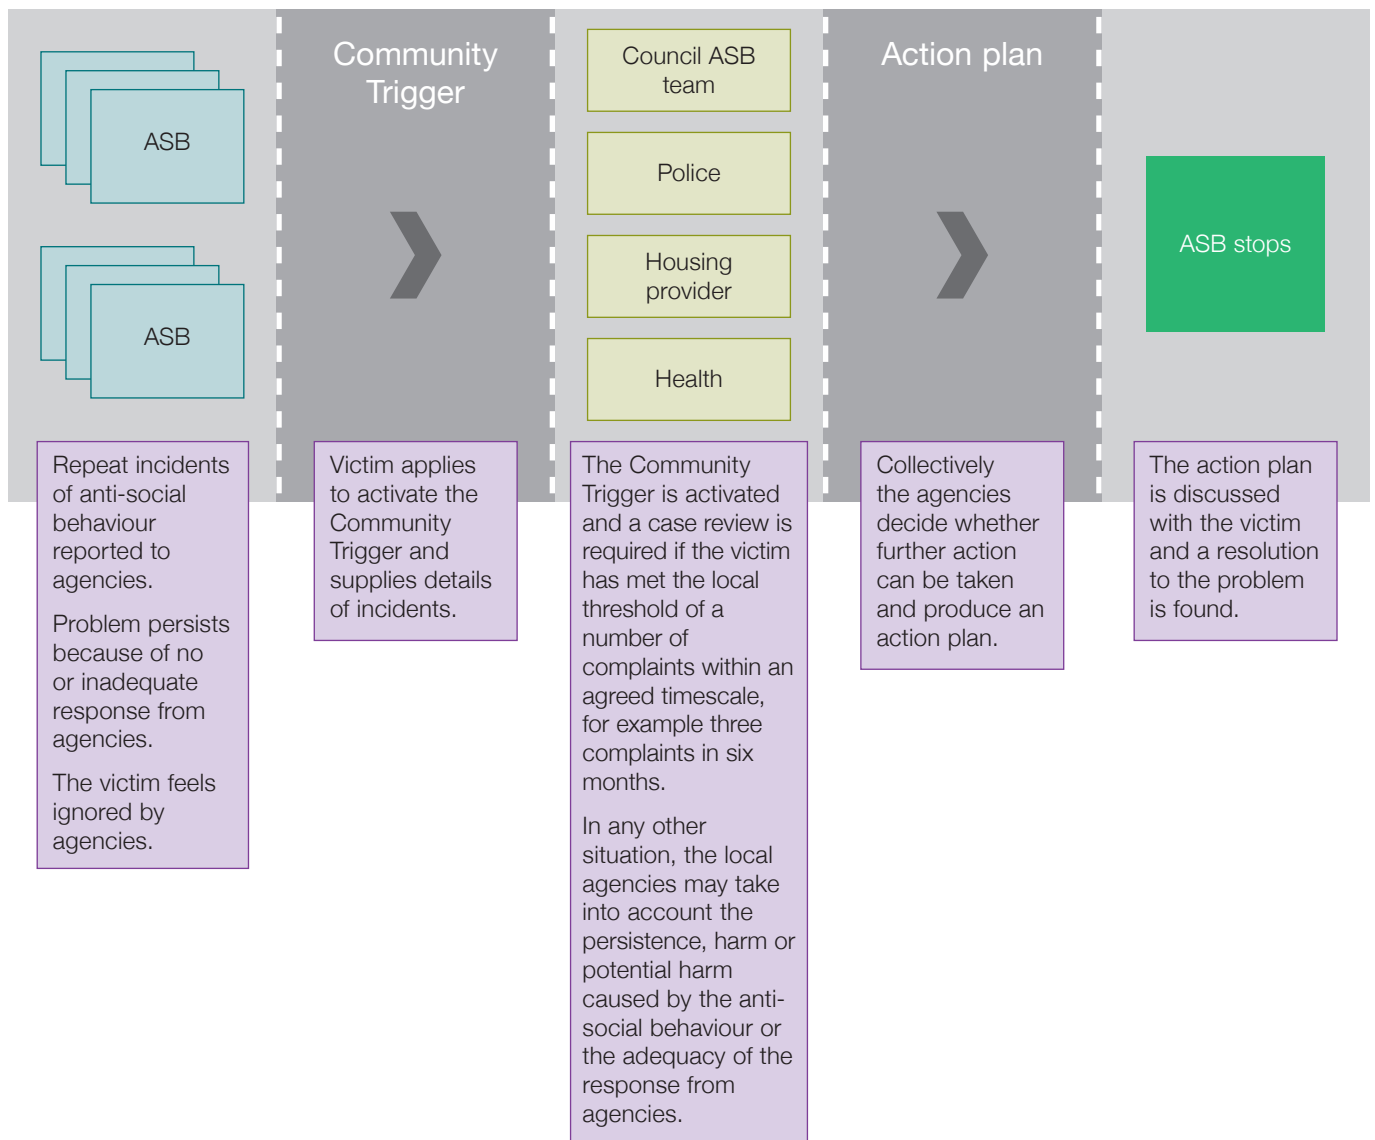 ASB
ASB
Community
Trigger
Council ASB
team
Police
Housing
provider
Health
Action plan
ASB stops
Repeat incidents
of anti-social
behaviour
reported to
agencies.
Problem persists
because of no
or inadequate
response from
agencies.
The victim feels
ignored by
agencies.
Victim applies
to activate the
Community
Trigger and
supplies details
of incidents.
The Community
Trigger is activated
and a case review is
required if the victim
has met the local
threshold of a
number of
complaints within an
agreed timescale,
for example three
complaints in six
months.
In any other
situation, the local
agencies may take
into account the
persistence, harm or
potential harm
caused by the anti-
social behaviour or
the adequacy of the
response from
agencies.
Collectively
the agencies
decide whether
further action
can be taken
and produce an
action plan.
The action plan
is discussed
with the victim
and a resolution
to the problem
is found.